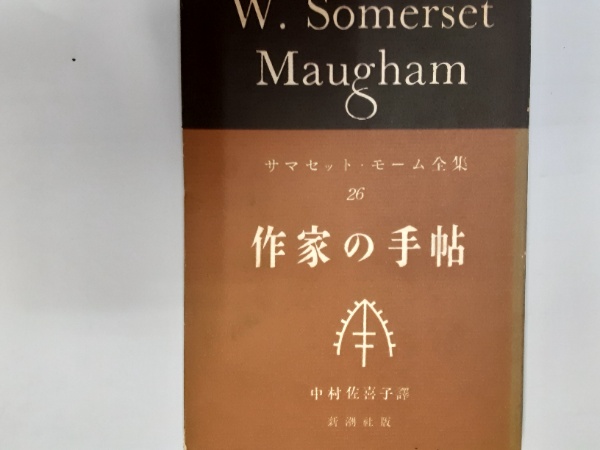 W. Somerset
Maugham
サマセット・モーム全集
26
作家の手帖
中村佐喜子譯
新潮社版